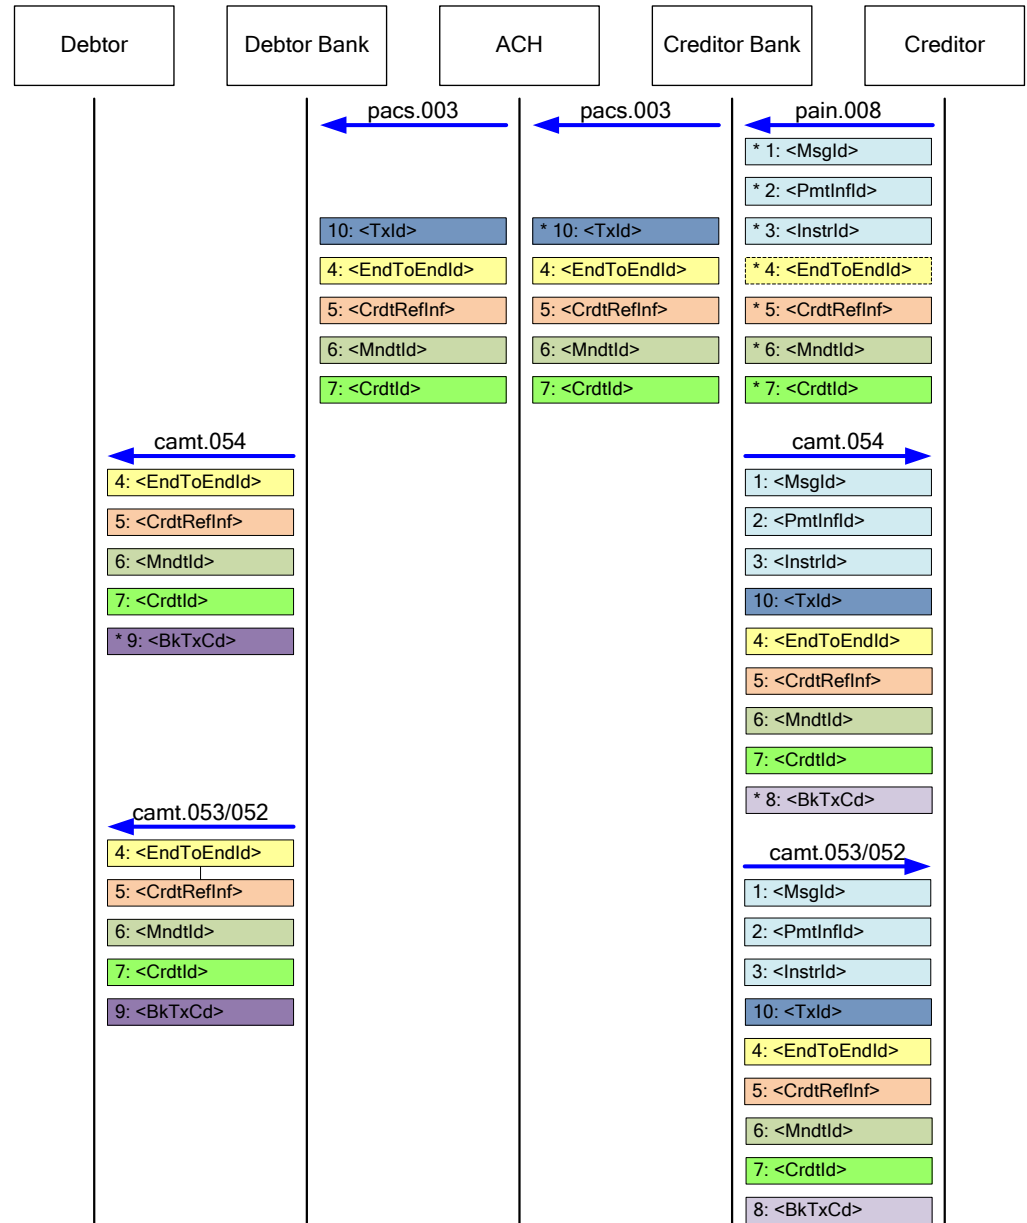 Debtor
Debtor Bank
ACH
Creditor Bank
Creditor
pacs.003
pacs.003
pain.008
* 1: <MsgId>
* 2: <PmtInfId>
10: <TxId>
* 10: <TxId>
* 3: <InstrId>
4: <EndToEndId>
4: <EndToEndId>
* 4: <EndToEndId>
5: <CrdtRefInf>
5: <CrdtRefInf>
* 5: <CrdtRefInf>
6: <MndtId>
6: <MndtId>
* 6: <MndtId>
7: <CrdtId>
7: <CrdtId>
* 7: <CrdtId>
camt.054
4: <EndToEndId>
5: <CrdtRefInf>
6: <MndtId>
7: <CrdtId>
* 9: <BkTxCd>
camt.054
1: <MsgId>
2: <PmtInfId>
3: <InstrId>
10: <TxId>
4: <EndToEndId>
5: <CrdtRefInf>
6: <MndtId>
7: <CrdtId>
* 8: <BkTxCd>
camt.053/052
4: <EndToEndId>
5: <CrdtRefInf>
6: <MndtId>
7: <CrdtId>
9: <BkTxCd>
camt.053/052
1: <MsgId>
2: <PmtInfId>
3: <InstrId>
10: <TxId>
4: <EndToEndId>
5: <CrdtRefInf>
6: <MndtId>
7: <CrdtId>
8: <BkTxCd>